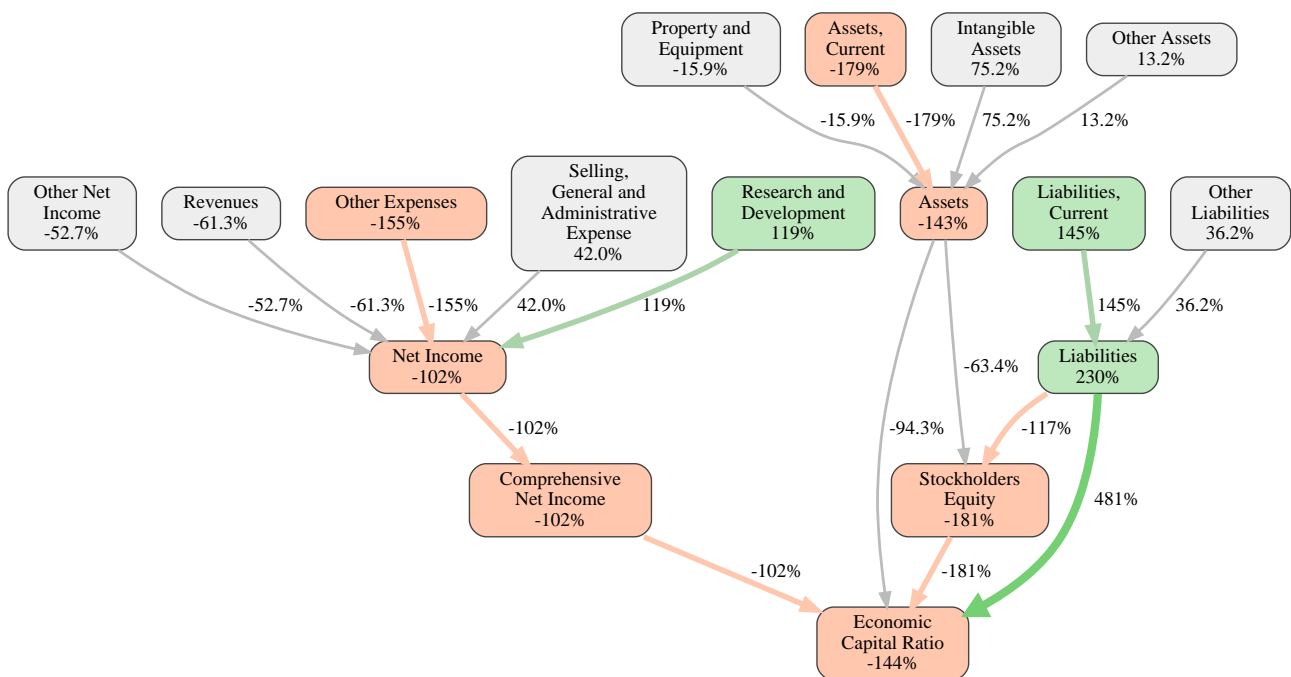 Property and
Equipment
-15.9%
Assets,
Current
-179%
Intangible
Assets
75.2%
Other Assets
13.2%
-15.9%
-179%
75.2%
13.2%
Other Net
Income
-52.7%
Revenues
-61.3%
Other Expenses
-155%
Selling,
General and
Administrative
Expense
42.0%
Research and
Development
119%
Assets
-143%
Liabilities,
Current
145%
Other
Liabilities
36.2%
-52.7%
-61.3%
-155%
42.0%
119%
145%
36.2%
Net Income
-102%
-63.4%
Liabilities
230%
-102%
-94.3%
-117%
Comprehensive
Net Income
-102%
Stockholders
Equity
-181%
481%
-102%
-181%
Economic
Capital Ratio
-144%